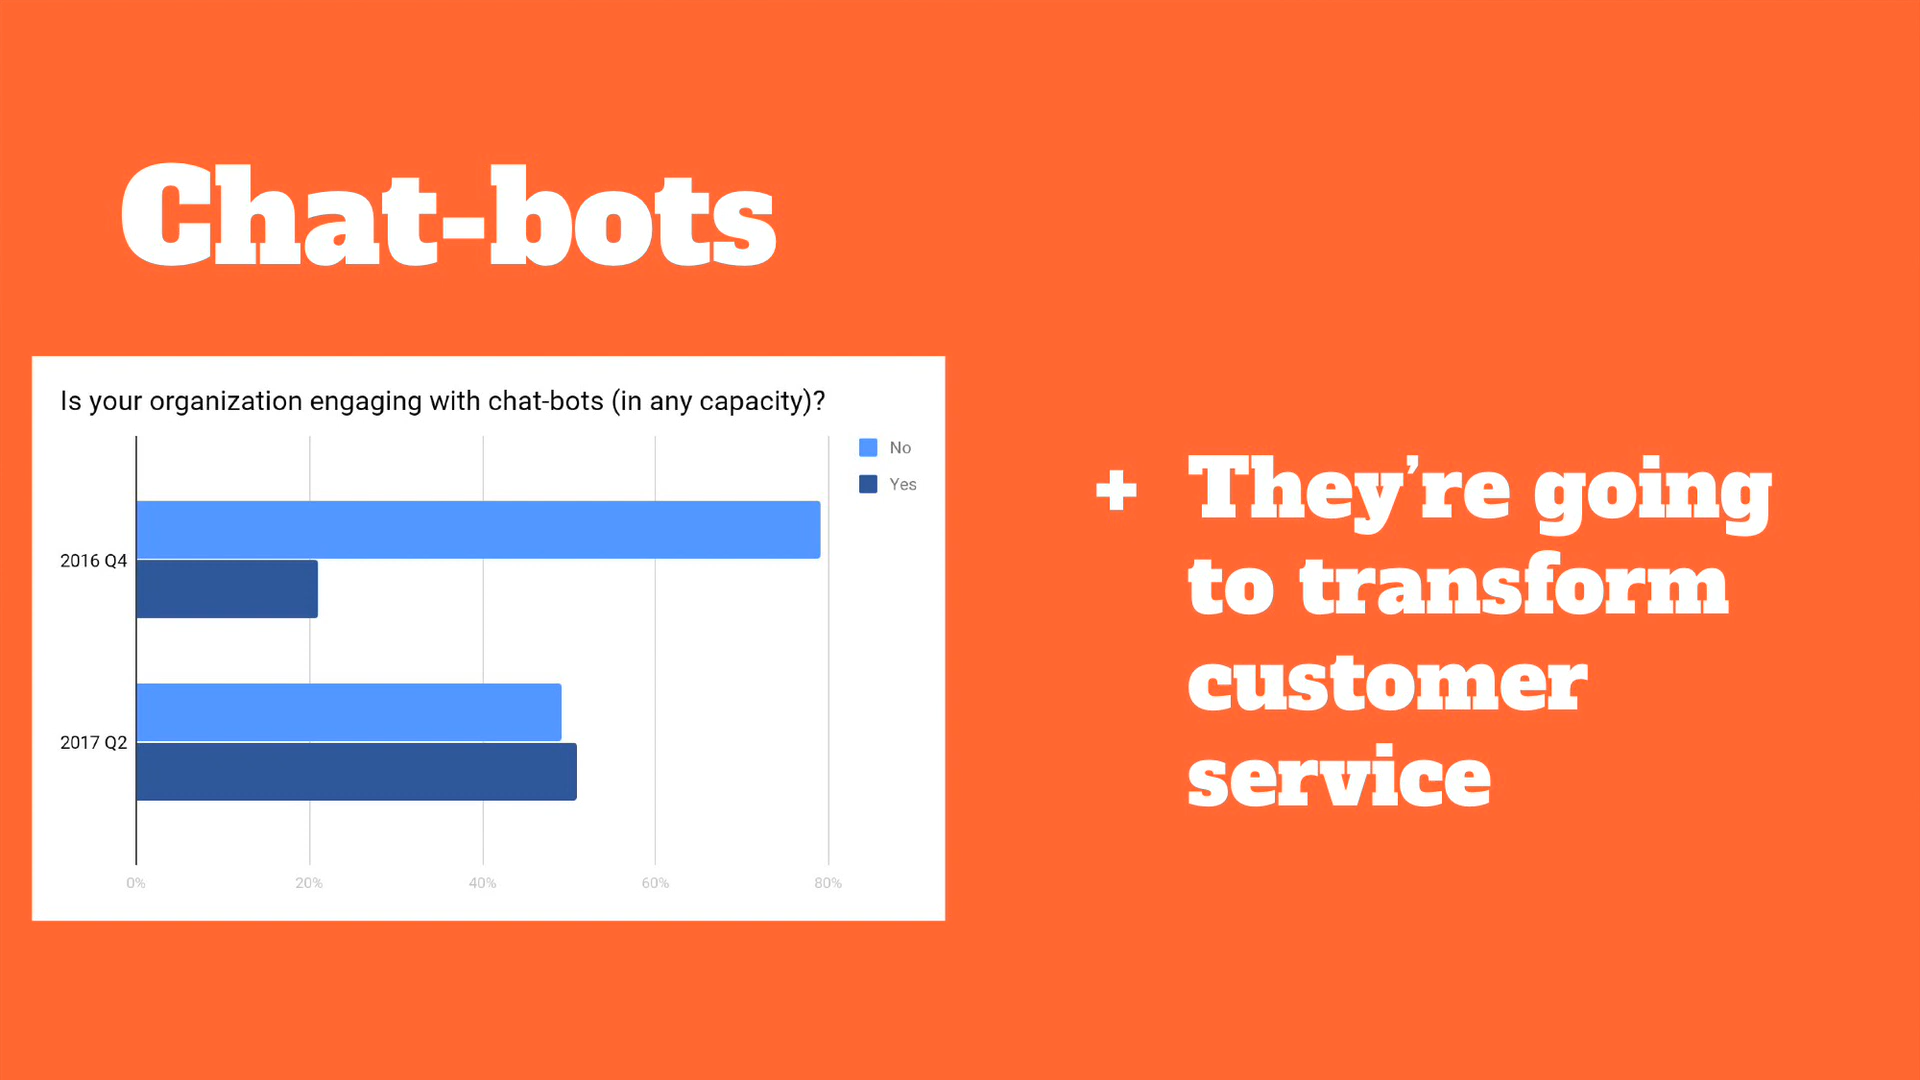 Chat-bots
Is your organization engaging with chat-bots (in any capacity)?
No
Yes
2016 Q4
2017 Q2
0% 20% 40% 60% 80%
+ They’re going
to transform
customer
service